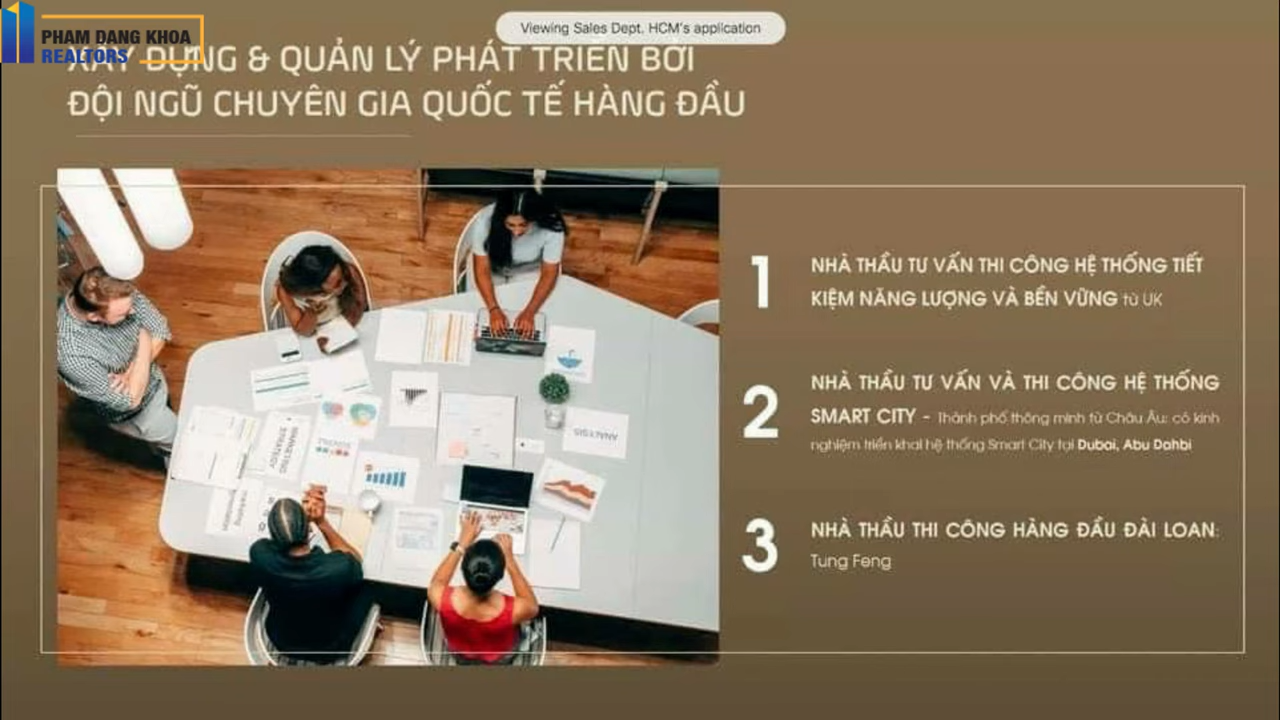 Viewing Sales Dept. HCM's application
PHAM DANG KHOA
REALTORS
XÂY DỰNG & QUẢN LÝ PHÁT TRIỂN BỞI
ĐỘI NGŨ CHUYÊN GIA QUỐC TẾ HÀNG ĐẦU
1
NHÀ THẦU TƯ VẤN THI CÔNG HỆ THỐNG TIẾT
KIỆM NĂNG LƯỢNG VÀ BỀN VỮNG từ UK
2
NHÀ THẦU TƯ VẤN VÀ THI CÔNG HỆ THỐNG
SMART CITY - Thành phố thông minh từ Châu Âu: có kinh
nghiệm triển khai hệ thống Smart City tại Dubai, Abu Dahbi
3
NHÀ THẦU THI CÔNG HÀNG ĐẦU ĐÀI LOAN:
Tung Feng
ANALYSIS
MARKETING
STRATEGY